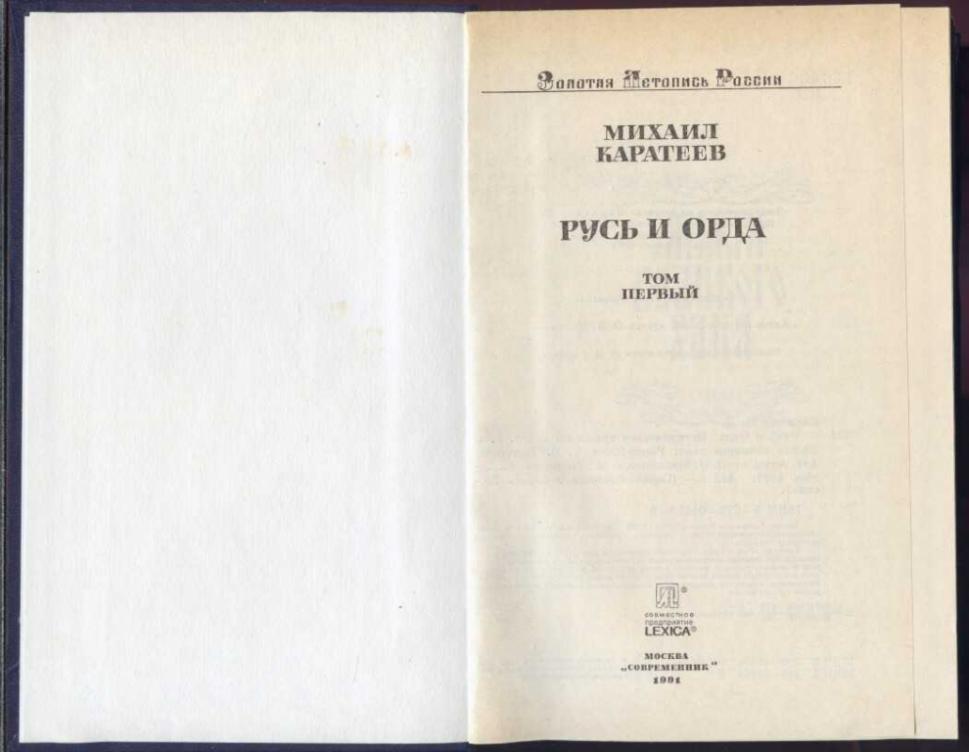 Золотая Летопись России
МИХАИЛ
КАРАТЕЕВ
РУСЬ И ОРДА
ТОМ
ПЕРВЫЙ
совместное
предприятие
LEXICA®
МОСКВА
„СОВРЕМЕННИК"
1991